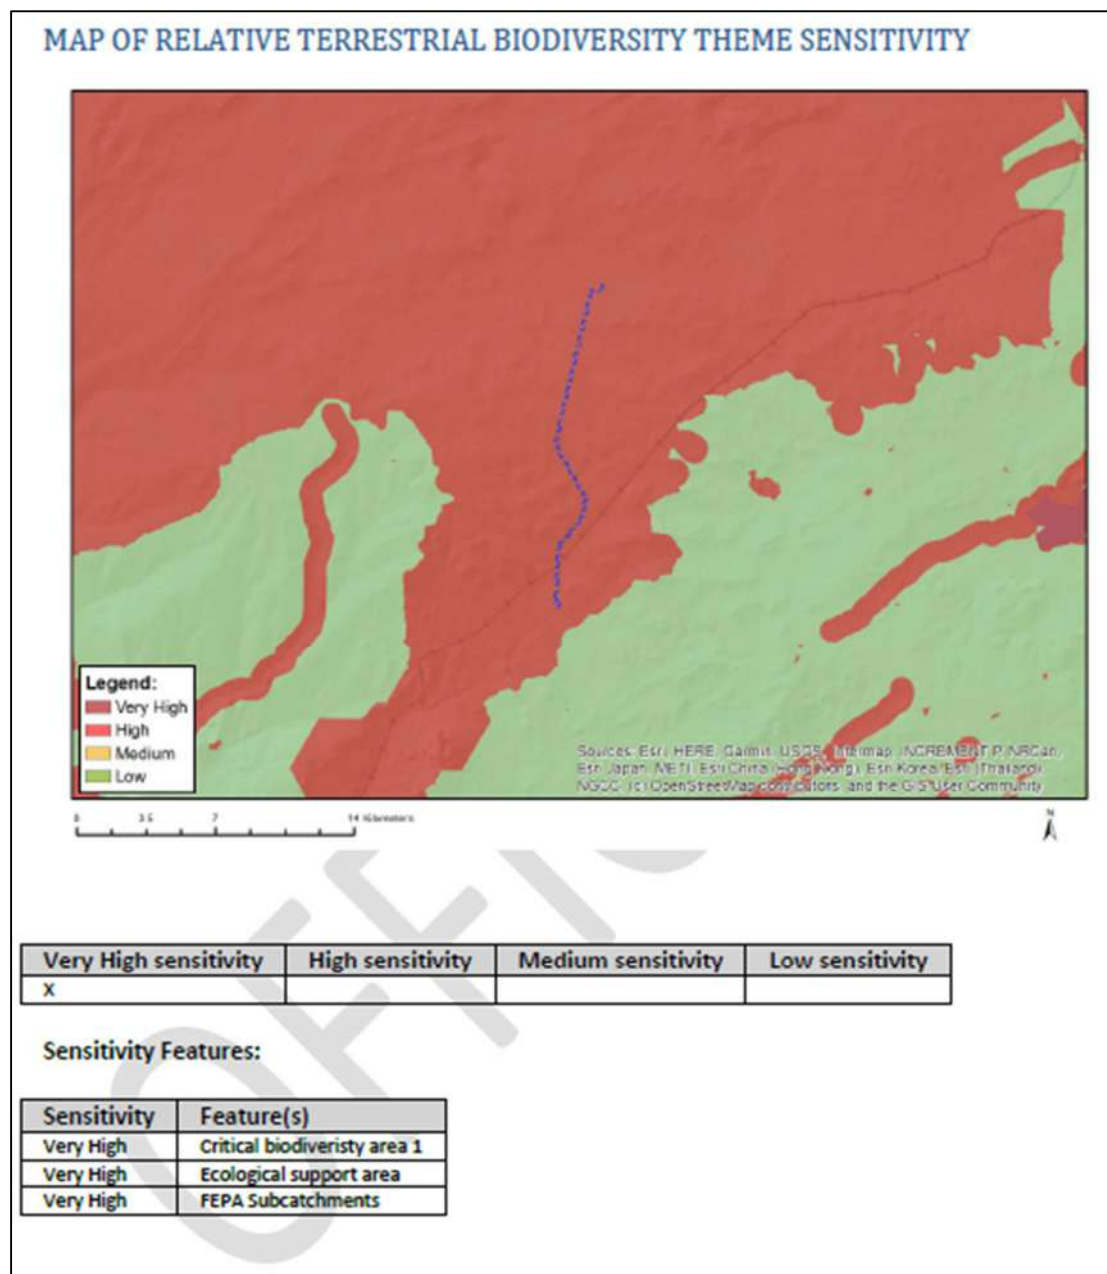 MAP OF RELATIVE TERRESTRIAL BIODIVERSITY THEME SENSITIVITY
Legend:
Very High
High
Medium
Low
Sources: Esri, HERE, Garmin, USGS, Intermap, INCREMENT P, NRCan,
Esri Japan, METI, Esri China (Hong Kong), Esri Korea, Esri (Thailand),
NGCC, (c) OpenStreetMap contributors, and the GIS User Community
0 3.5 7 14 Kilometers
N
Very High sensitivity High sensitivity Medium sensitivity Low sensitivity
X
Sensitivity Features:
Sensitivity Feature(s)
Very High Critical biodiveristy area 1
Very High Ecological support area
Very High FEPA Subcatchments